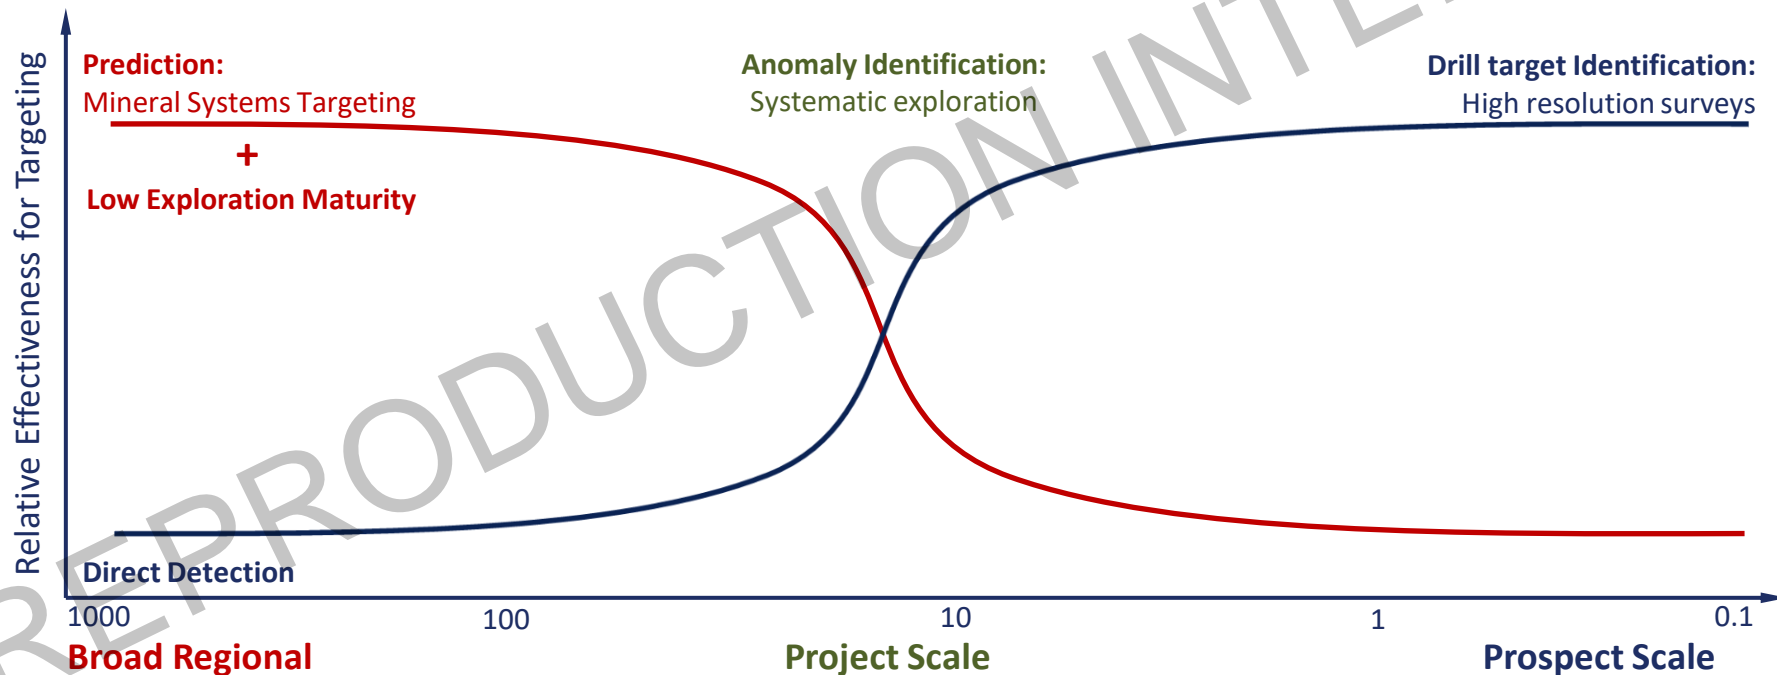 Relative Effectiveness for Targeting
Prediction:
Mineral Systems Targeting
+
Low Exploration Maturity
Anomaly Identification:
Systematic exploration
Drill target Identification:
High resolution surveys
Direct Detection
1000
100
10
1
0.1
Broad Regional
Project Scale
Prospect Scale
REPRODUCTION